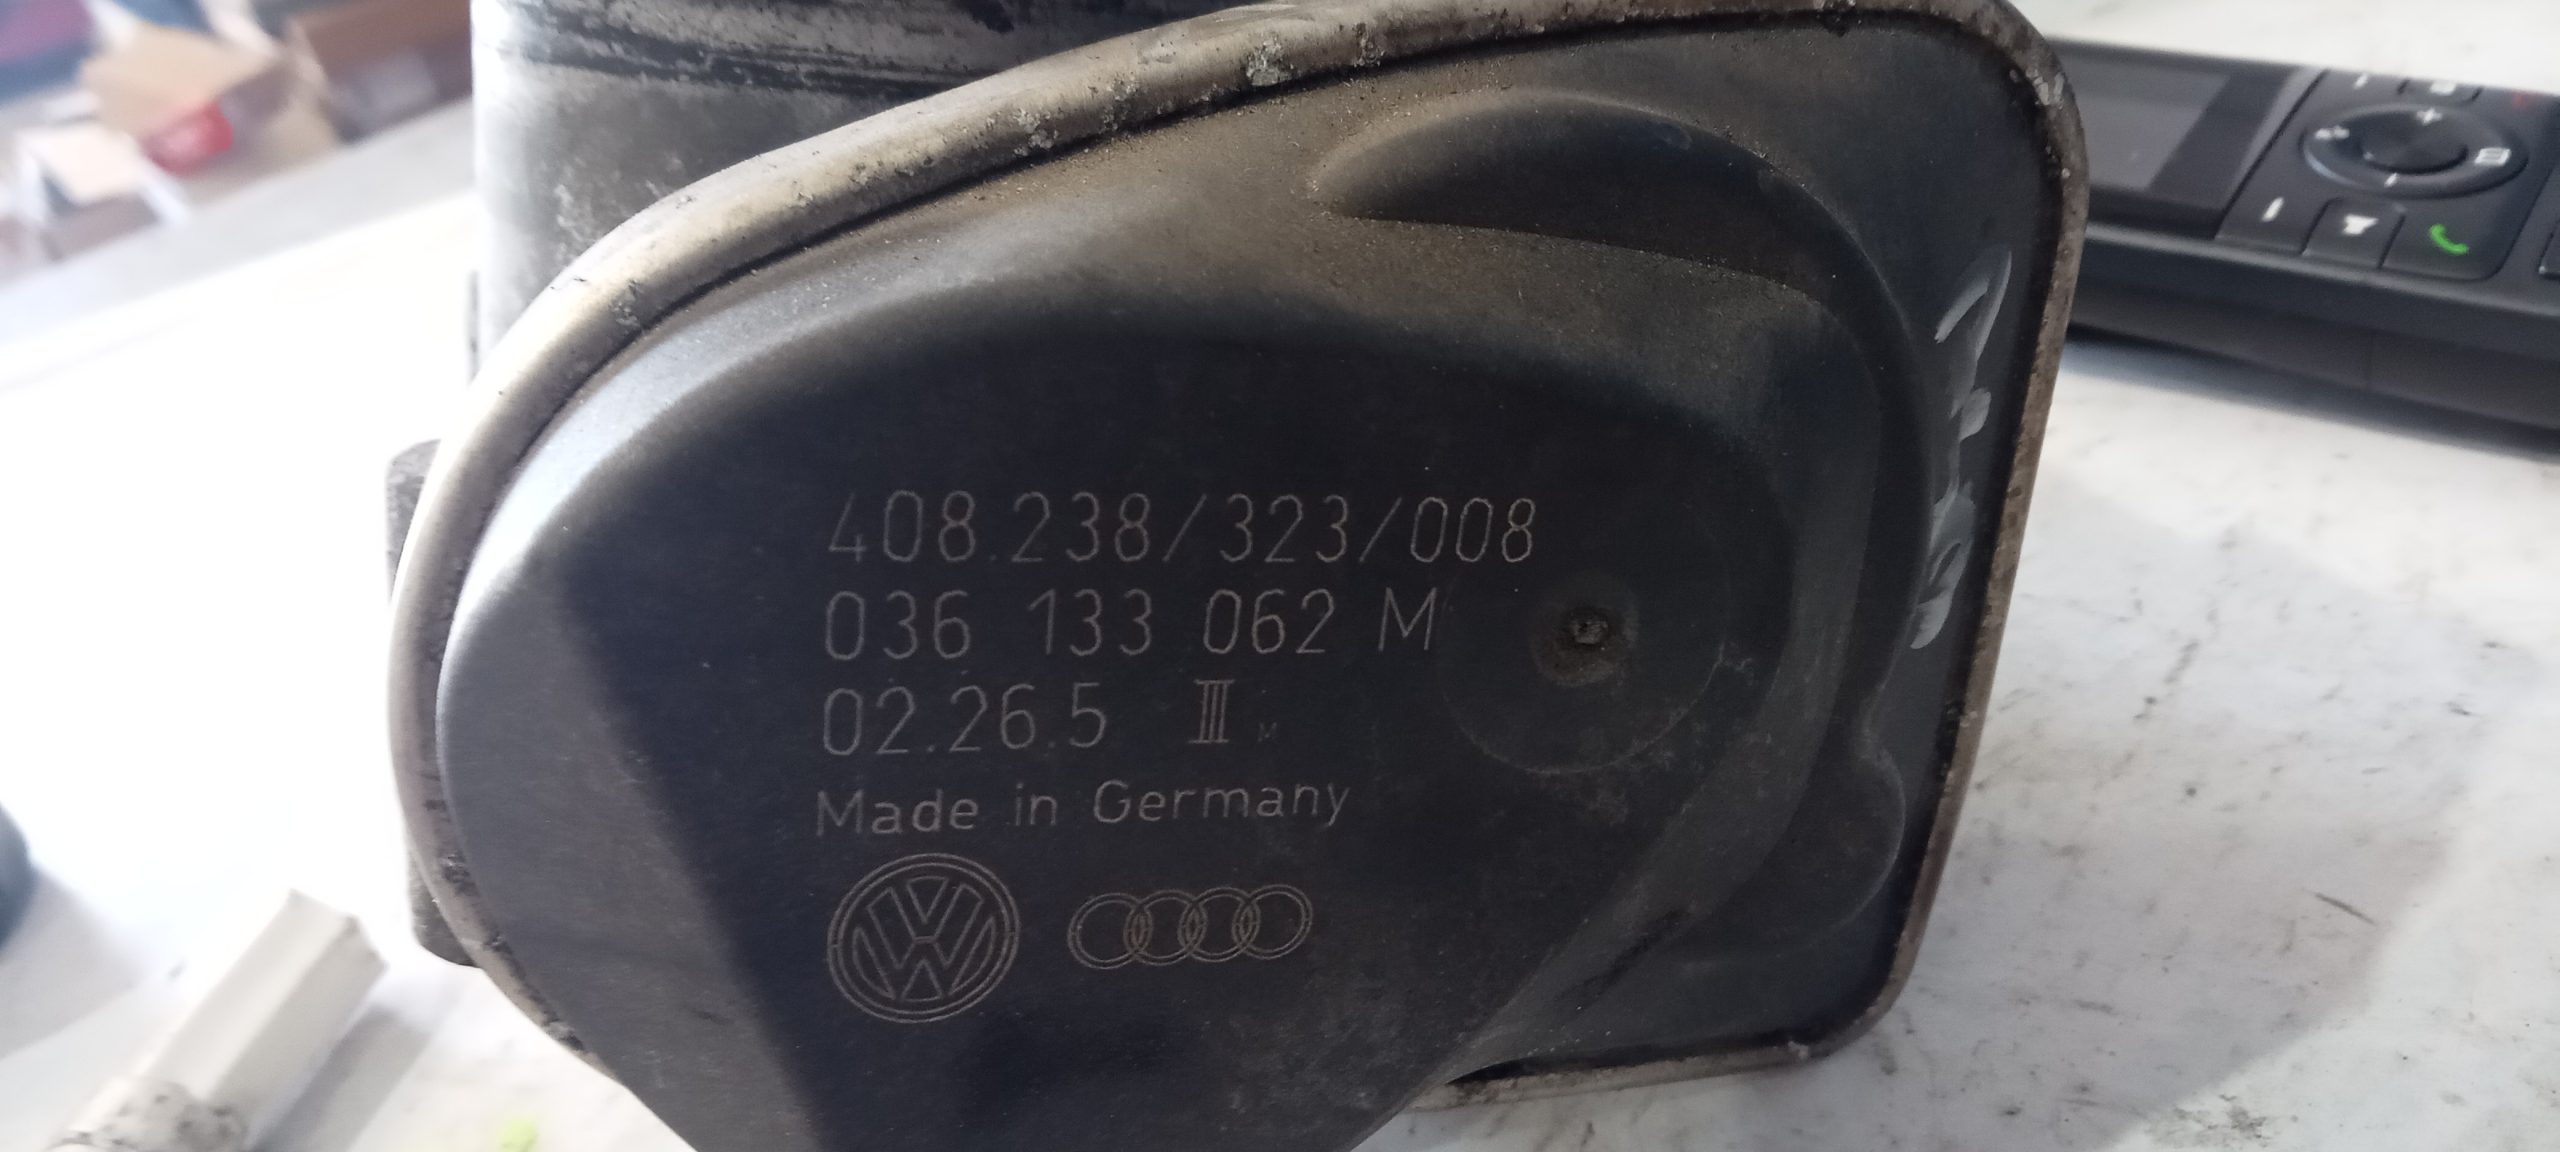 408.238/323/008
036 133 062 M
02.26.5 III M
Made in Germany